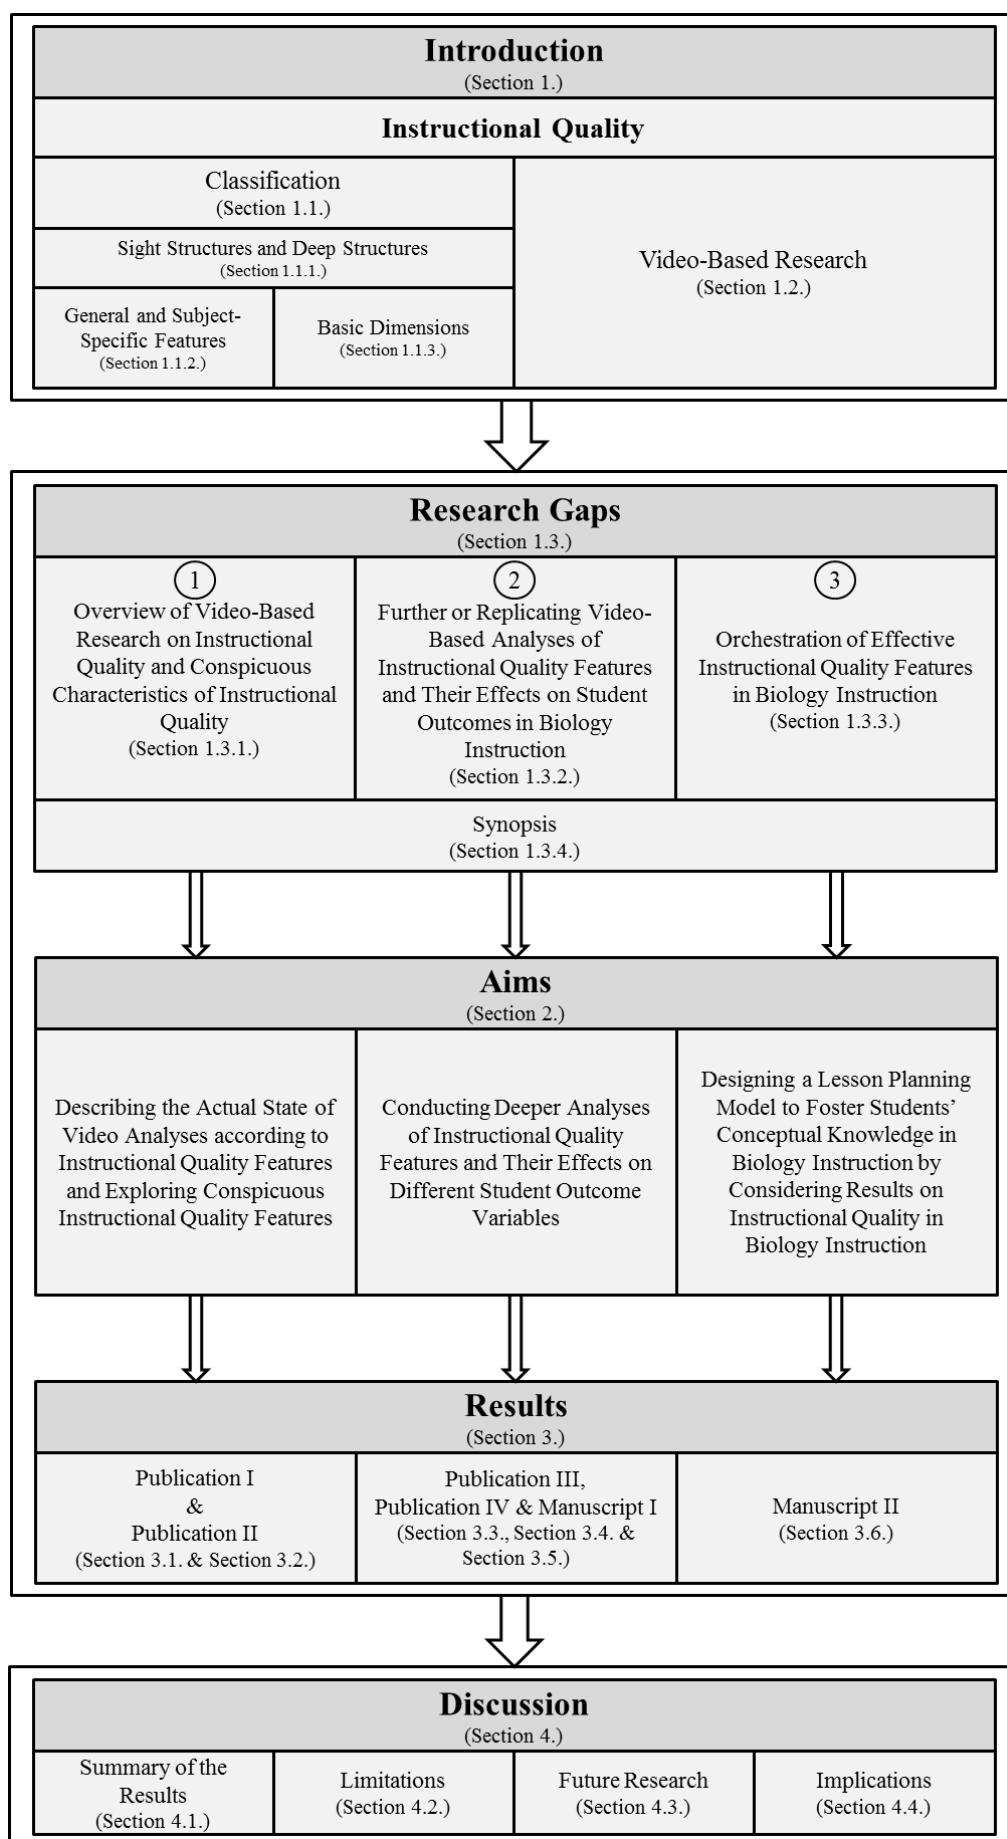 Introduction
(Section 1.)
Instructional Quality
Classification
(Section 1.1.)
Sight Structures and Deep Structures
(Section 1.1.1.)
General and Subject-
Specific Features
(Section 1.1.2.)
Basic Dimensions
(Section 1.1.3.)
Video-Based Research
(Section 1.2.)
Research Gaps
(Section 1.3.)
1
Overview of Video-Based
Research on Instructional
Quality and Conspicuous
Characteristics of Instructional
Quality
(Section 1.3.1.)
2
Further or Replicating Video-
Based Analyses of
Instructional Quality Features
and Their Effects on Student
Outcomes in Biology
Instruction
(Section 1.3.2.)
3
Orchestration of Effective
Instructional Quality Features
in Biology Instruction
(Section 1.3.3.)
Synopsis
(Section 1.3.4.)
Aims
(Section 2.)
Describing the Actual State of
Video Analyses according to
Instructional Quality Features
and Exploring Conspicuous
Instructional Quality Features
Conducting Deeper Analyses
of Instructional Quality
Features and Their Effects on
Different Student Outcome
Variables
Designing a Lesson Planning
Model to Foster Students’
Conceptual Knowledge in
Biology Instruction by
Considering Results on
Instructional Quality in
Biology Instruction
Results
(Section 3.)
Publication I
&
Publication II
(Section 3.1. & Section 3.2.)
Publication III,
Publication IV & Manuscript I
(Section 3.3., Section 3.4. &
Section 3.5.)
Manuscript II
(Section 3.6.)
Discussion
(Section 4.)
Summary of the
Results
(Section 4.1.)
Limitations
(Section 4.2.)
Future Research
(Section 4.3.)
Implications
(Section 4.4.)